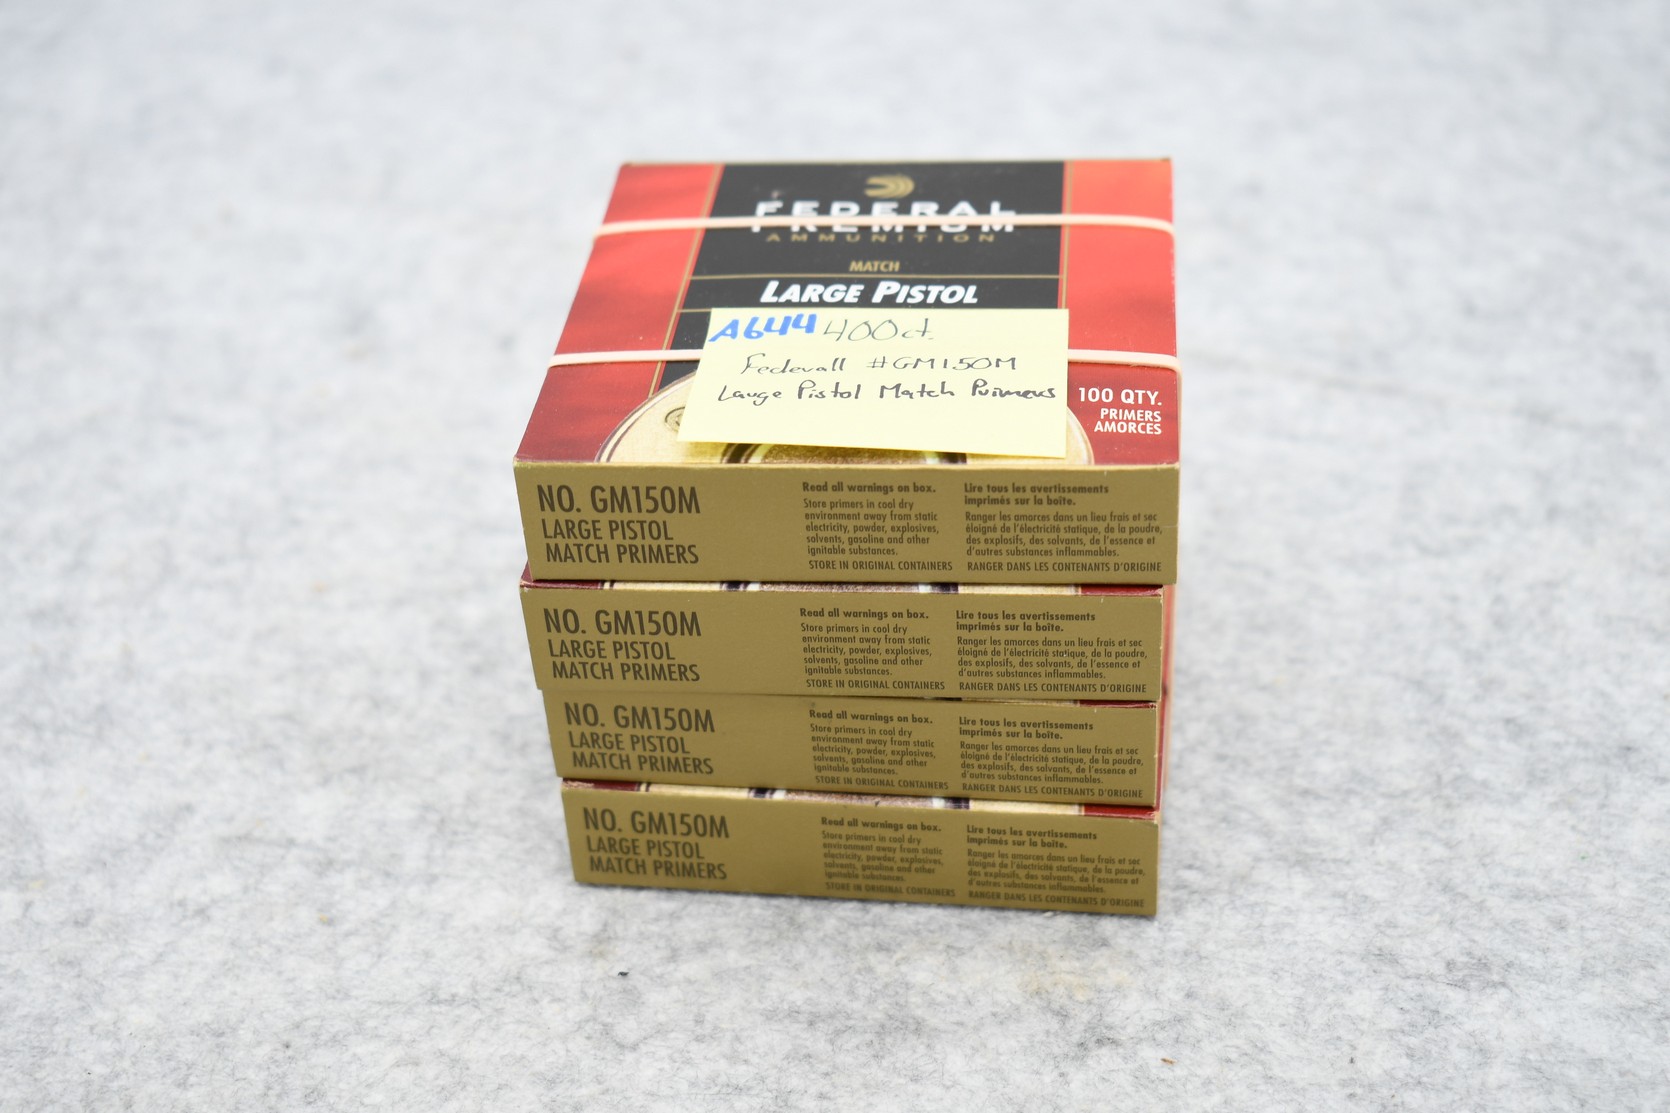 FEDERAL
PREMIUM
AMMUNITION
MATCH
LARGE PISTOL
A644 400ct.
Federall #GM150M
Large Pistol Match Primers
100 QTY.
PRIMERS
AMORCES
NO. GM150M
LARGE PISTOL
MATCH PRIMERS
Read all warnings on box.
Store primers in cool dry
environment away from static
electricity, powder, explosives,
solvents, gasoline and other
ignitable substances.
STORE IN ORIGINAL CONTAINERS
Lire tous les avertissements
imprimés sur la boîte.
Ranger les amorces dans un lieu frais et sec
éloigné de l'électricité statique, de la poudre,
des explosifs, des solvants, de l'essence et
d'autres substances inflammables.
RANGER DANS LES CONTENANTS D'ORIGINE
NO. GM150M
LARGE PISTOL
MATCH PRIMERS
Read all warnings on box.
Store primers in cool dry
environment away from static
electricity, powder, explosives,
solvents, gasoline and other
ignitable substances.
STORE IN ORIGINAL CONTAINERS
Lire tous les avertissements
imprimés sur la boîte.
Ranger les amorces dans un lieu frais et sec
éloigné de l'électricité statique, de la poudre,
des explosifs, des solvants, de l'essence et
d'autres substances inflammables.
RANGER DANS LES CONTENANTS D'ORIGINE
NO. GM150M
LARGE PISTOL
MATCH PRIMERS
Read all warnings on box.
Store primers in cool dry
environment away from static
electricity, powder, explosives,
solvents, gasoline and other
ignitable substances.
STORE IN ORIGINAL CONTAINERS
Lire tous les avertissements
imprimés sur la boîte.
Ranger les amorces dans un lieu frais et sec
éloigné de l'électricité statique, de la poudre,
des explosifs, des solvants, de l'essence et
d'autres substances inflammables.
RANGER DANS LES CONTENANTS D'ORIGINE
NO. GM150M
LARGE PISTOL
MATCH PRIMERS
Read all warnings on box.
Store primers in cool dry
environment away from static
electricity, powder, explosives,
solvents, gasoline and other
ignitable substances.
STORE IN ORIGINAL CONTAINERS
Lire tous les avertissements
imprimés sur la boîte.
Ranger les amorces dans un lieu frais et sec
éloigné de l'électricité statique, de la poudre,
des explosifs, des solvants, de l'essence et
d'autres substances inflammables.
RANGER DANS LES CONTENANTS D'ORIGINE